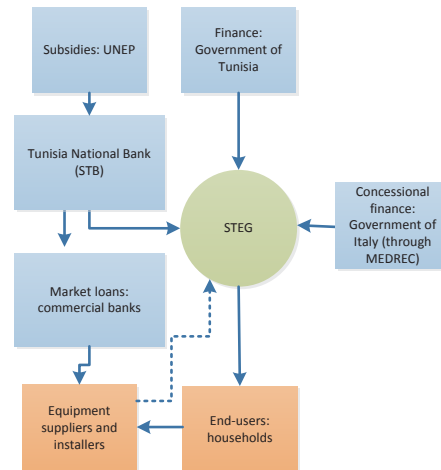 Subsidies: UNEP
Finance:
Government of
Tunisia
Tunisia National Bank
(STB)
STEG
Concessional
finance:
Government of
Italy (through
MEDREC)
Market loans:
commercial banks
Equipment
suppliers and
installers
End-users:
households